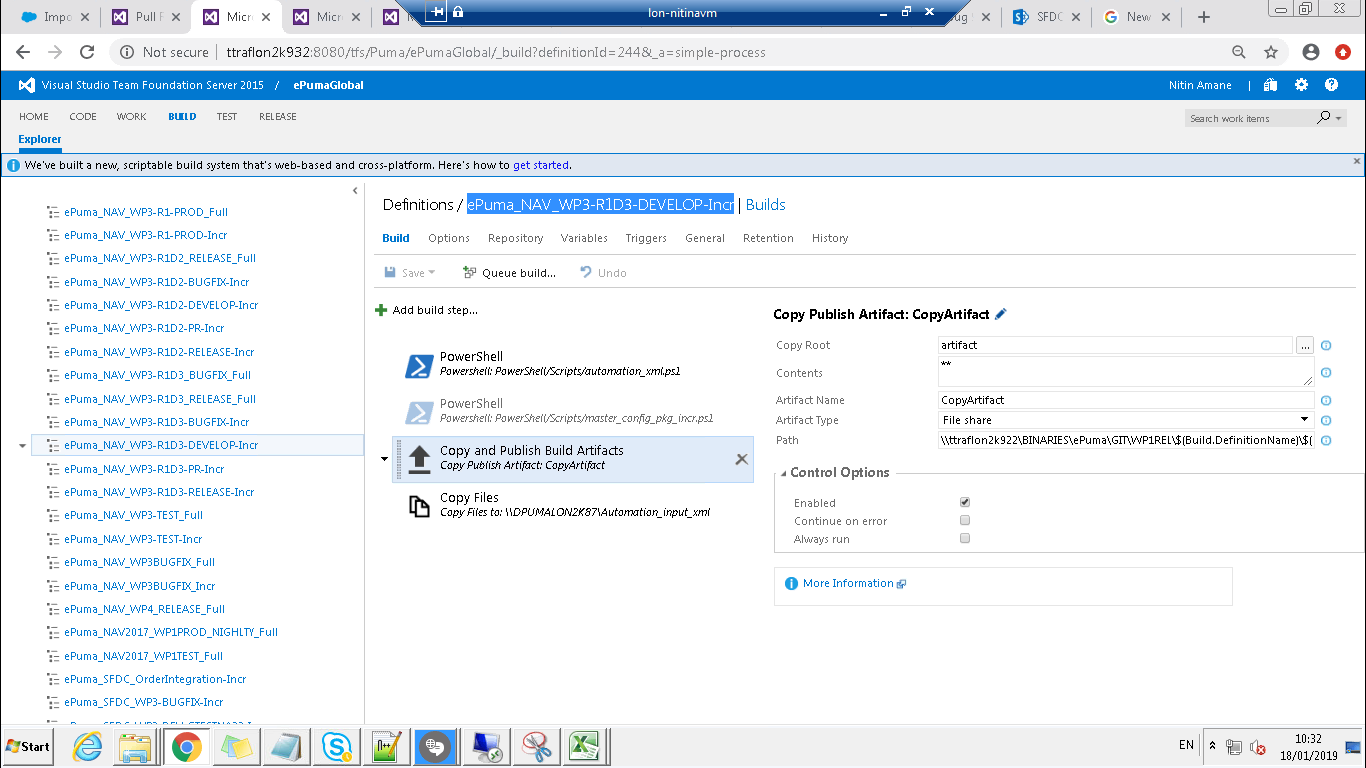 Impo
Pull F
Micro
Micro
lon-nitinavm
ug S
SFDC
New
Not secure
ttraflon2k932:8080/tfs/Puma/ePumaGlobal/_build?definitionId=244&_a=simple-process
Visual Studio Team Foundation Server 2015 / ePumaGlobal
Nitin Amane
HOME CODE WORK BUILD TEST RELEASE
Search work items
Explorer
We've built a new, scriptable build system that's web-based and cross-platform. Here's how to get started.
ePuma_NAV_WP3-R1-PROD_Full
ePuma_NAV_WP3-R1-PROD-Incr
ePuma_NAV_WP3-R1D2_RELEASE_Full
ePuma_NAV_WP3-R1D2-BUGFIX-Incr
ePuma_NAV_WP3-R1D2-DEVELOP-Incr
ePuma_NAV_WP3-R1D2-PR-Incr
ePuma_NAV_WP3-R1D2-RELEASE-Incr
ePuma_NAV_WP3-R1D3_BUGFIX_Full
ePuma_NAV_WP3-R1D3_RELEASE_Full
ePuma_NAV_WP3-R1D3-BUGFIX-Incr
ePuma_NAV_WP3-R1D3-DEVELOP-Incr
ePuma_NAV_WP3-R1D3-PR-Incr
ePuma_NAV_WP3-R1D3-RELEASE-Incr
ePuma_NAV_WP3-TEST_Full
ePuma_NAV_WP3-TEST-Incr
ePuma_NAV_WP3BUGFIX_Full
ePuma_NAV_WP3BUGFIX_Incr
ePuma_NAV_WP4_RELEASE_Full
ePuma_NAV2017_WP1PROD_NIGHLTY_Full
ePuma_NAV2017_WP1TEST_Full
ePuma_SFDC_OrderIntegration-Incr
ePuma_SFDC_WP3-BUGFIX-Incr
Definitions / ePuma_NAV_WP3-R1D3-DEVELOP-Incr | Builds
Build Options Repository Variables Triggers General Retention History
Save Queue build... Undo
Add build step...
PowerShell
Powershell: PowerShell/Scripts/automation_xml.ps1
PowerShell
Powershell: PowerShell/Scripts/master_config_pkg_incr.ps1
Copy and Publish Build Artifacts
Copy Publish Artifact: CopyArtifact
Copy Files
Copy Files to: \\DPUMALON2K87\Automation_input_xml
Copy Publish Artifact: CopyArtifact
Copy Root artifact ...
Contents **
Artifact Name CopyArtifact
Artifact Type File share
Path \\ttraflon2k922\BINARIES\ePuma\GIT\WP1REL\$(Build.DefinitionName)\$(
Control Options
Enabled
Continue on error
Always run
More Information
Start
EN
10:32
18/01/2019